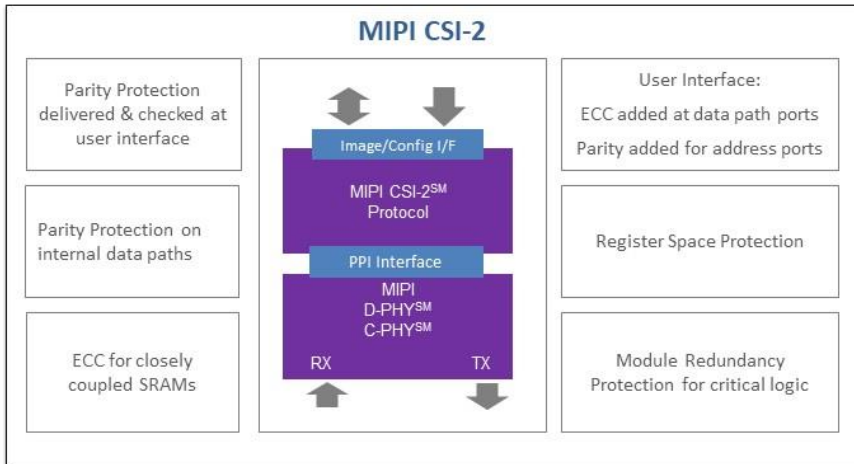 MIPI CSI-2
Parity Protection
delivered & checked at
user interface
Parity Protection on
internal data paths
ECC for closely
coupled SRAMs
Image/Config I/F
MIPI CSI-2SM
Protocol
PPI Interface
MIPI
D-PHYSM
C-PHYSM
RX TX
User Interface:
ECC added at data path ports
Parity added for address ports
Register Space Protection
Module Redundancy
Protection for critical logic